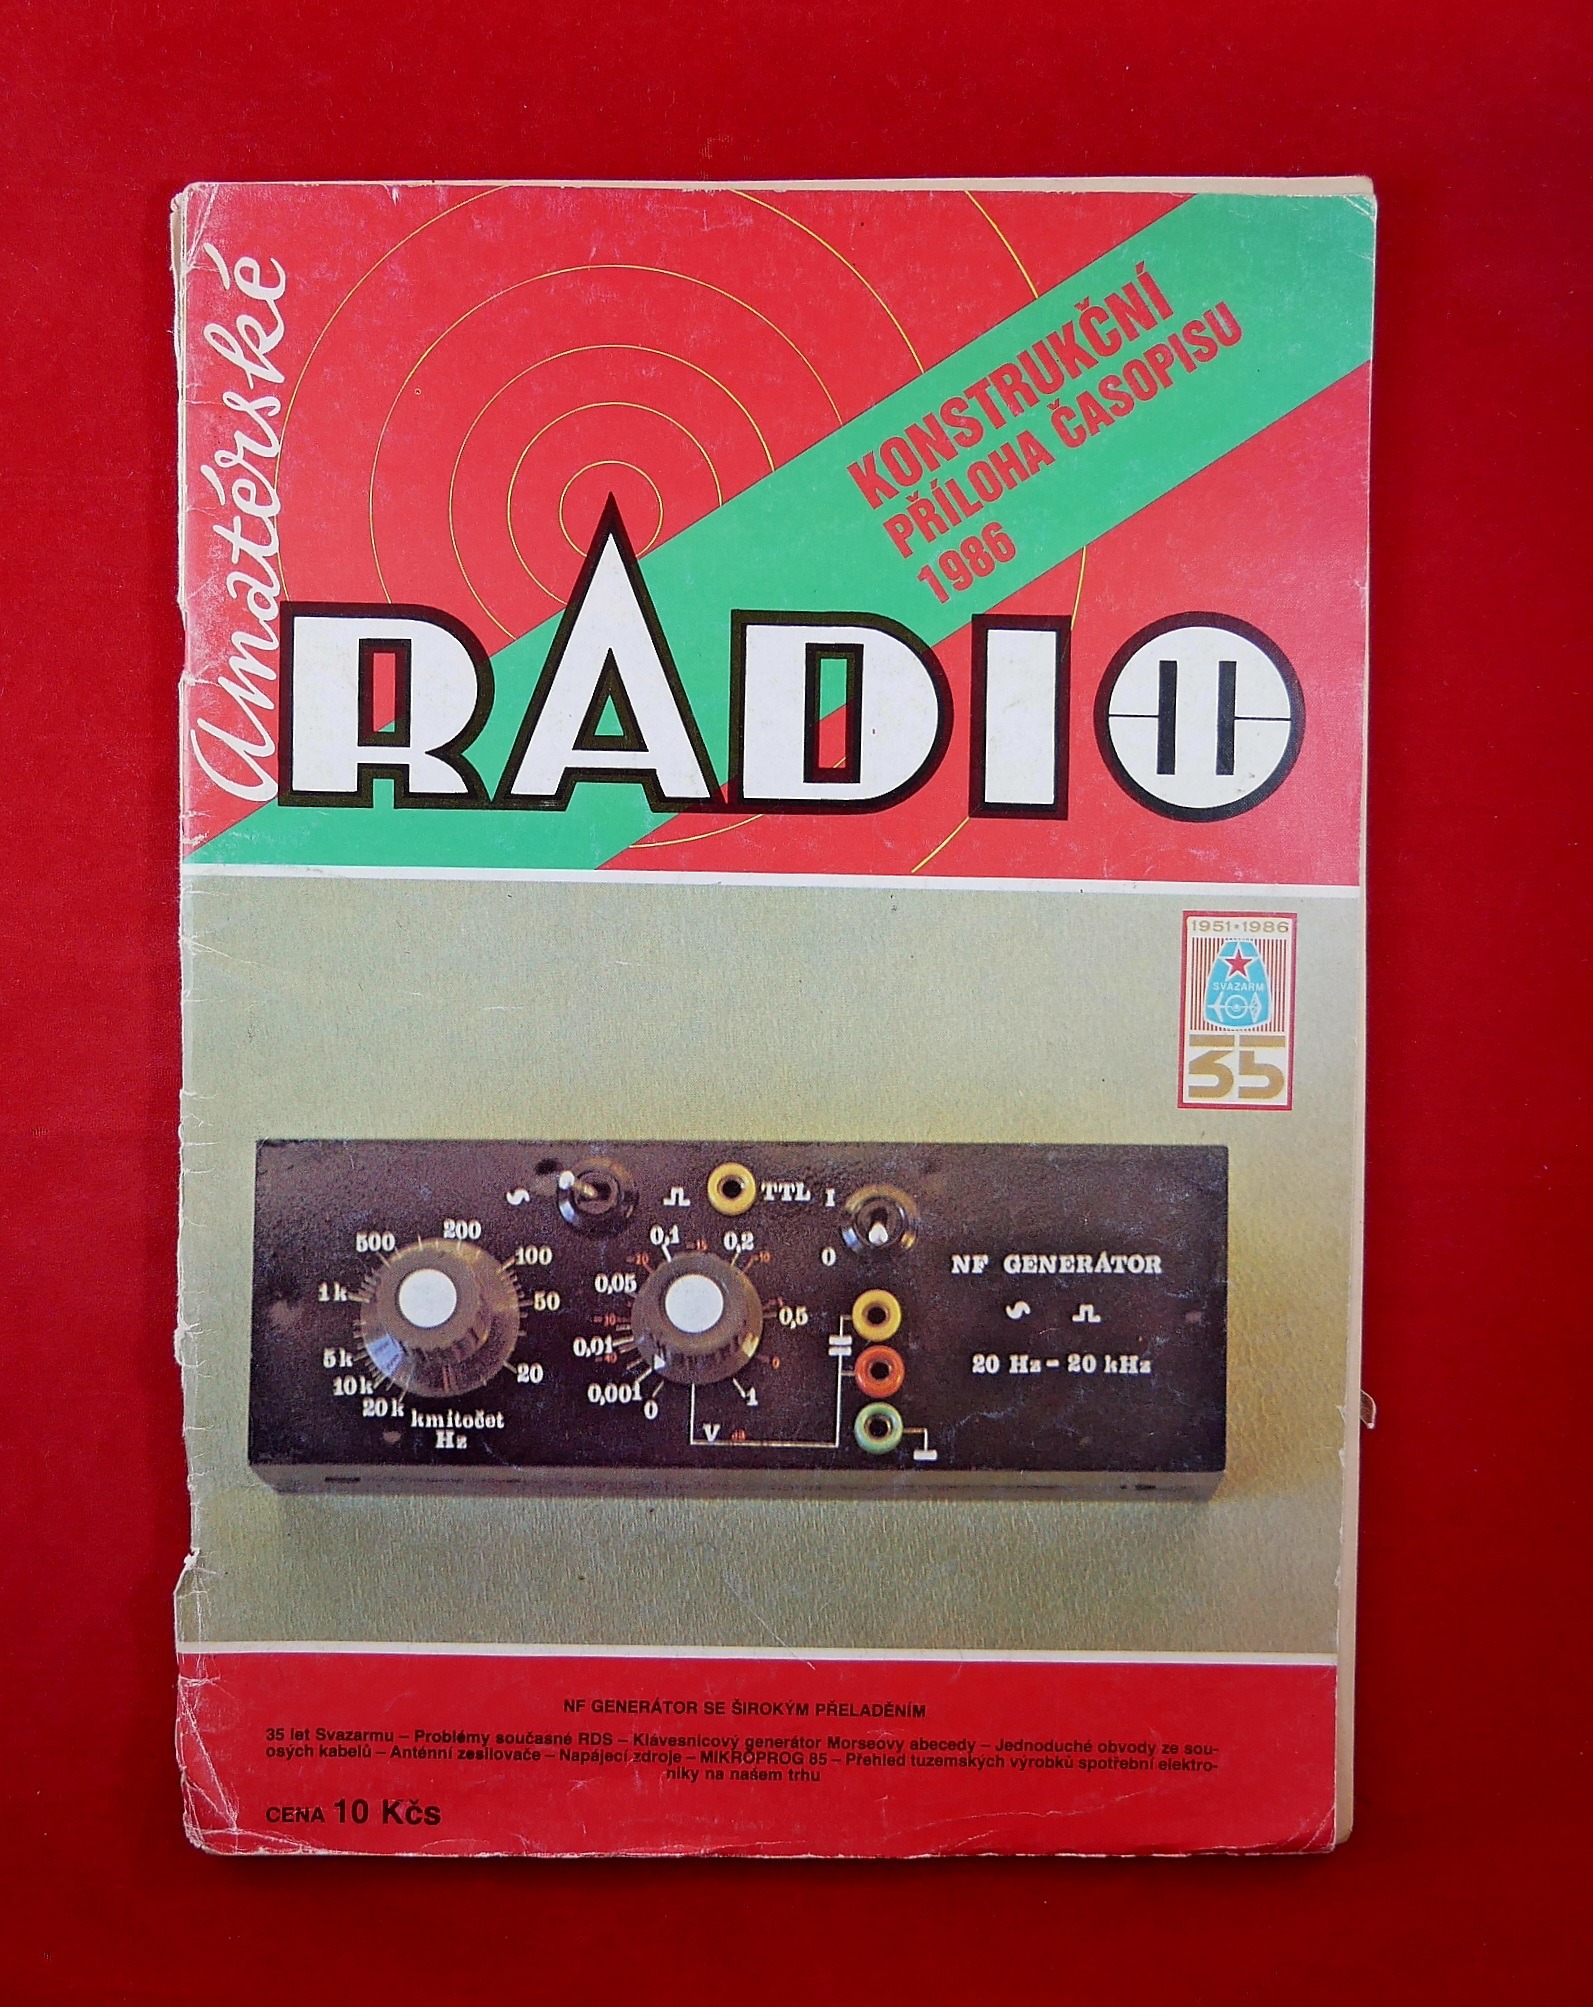 Amatérské
RADIO
KONSTRUKČNÍ
PŘÍLOHA ČASOPISU
1986
1951*1986
SVAZARM
35
TTL
I
0
500
200
100
50
20
1k
5k
10k
20k
kmitočet
Hz
0,1
0,2
0,05
0,5
0,01
0,001
0
1
V
NF GENERÁTOR
20 Hz - 20 kHz
NF GENERÁTOR SE ŠIROKÝM PŘELADĚNÍM
35 let Svazarmu – Problémy současné RDS – Klávesnicový generátor Morseovy abecedy – Jednoduché obvody ze sou-
osých kabelů – Anténní zesilovače – Napájecí zdroje – MIKROPROG 85 – Přehled tuzemských výrobků spotřební elektro-
niky na našem trhu
CENA 10 Kčs